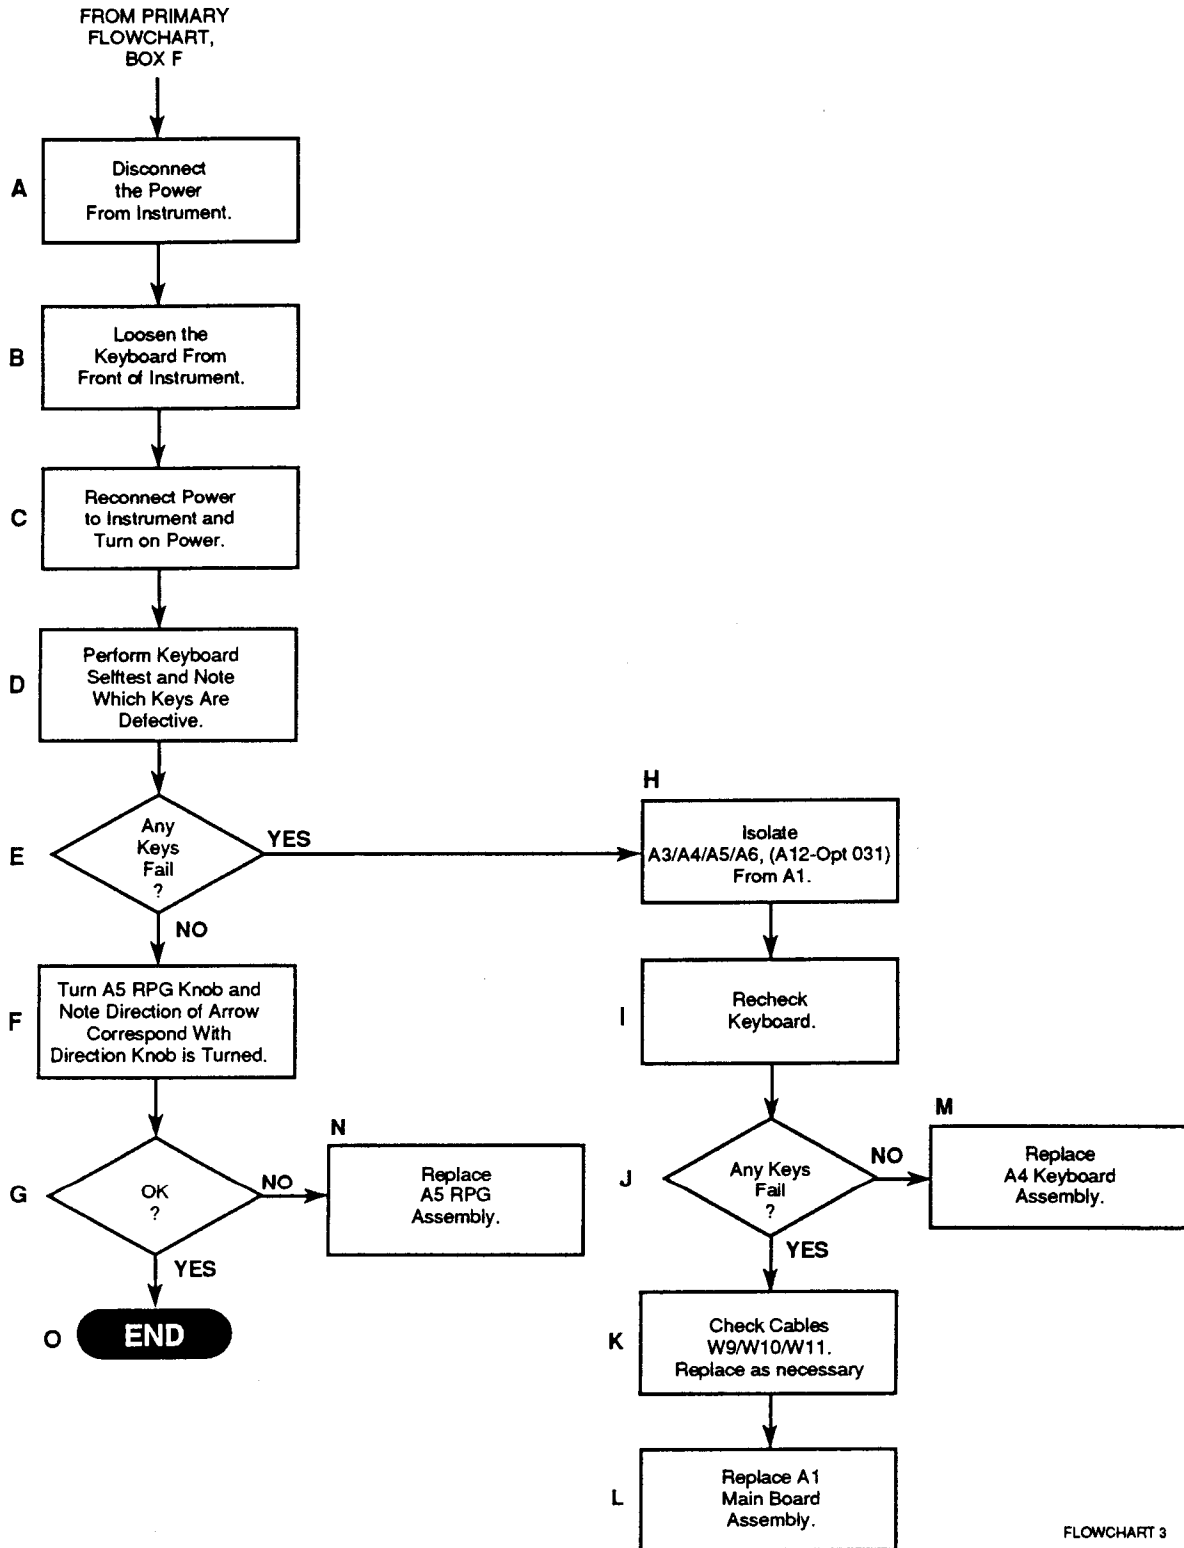 FROM PRIMARY
FLOWCHART,
BOX F
A
Disconnect
the Power
From Instrument.
B
Loosen the
Keyboard From
Front of Instrument.
C
Reconnect Power
to Instrument and
Turn on Power.
D
Perform Keyboard
Selftest and Note
Which Keys Are
Defective.
E
Any
Keys
Fail
?
YES
NO
H
Isolate
A3/A4/A5/A6, (A12-Opt 031)
From A1.
F
Turn A5 RPG Knob and
Note Direction of Arrow
Correspond With
Direction Knob is Turned.
I
Recheck
Keyboard.
G
OK
?
NO
YES
N
Replace
A5 RPG
Assembly.
J
Any Keys
Fail
?
NO
YES
M
Replace
A4 Keyboard
Assembly.
O
END
K
Check Cables
W9/W10/W11.
Replace as necessary
L
Replace A1
Main Board
Assembly.
FLOWCHART 3